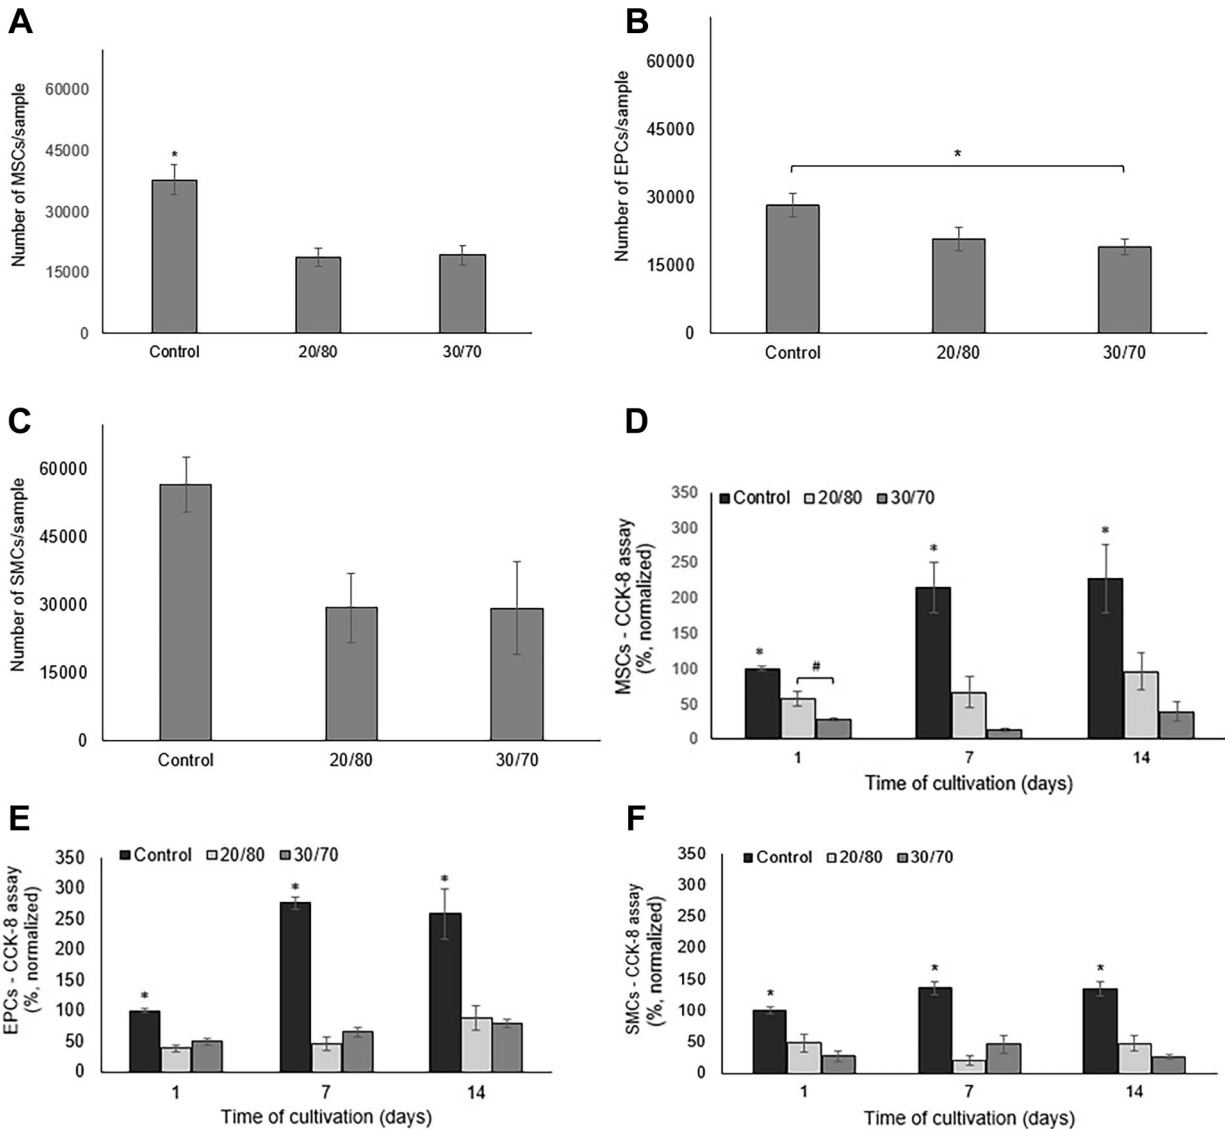 A
Number of MSCs/sample
60000
45000
30000
15000
0
*
Control 20/80 30/70
B
Number of EPCs/sample
60000
45000
30000
15000
0
*
Control 20/80 30/70
C
Number of SMCs/sample
60000
45000
30000
15000
0
Control 20/80 30/70
D
MSCs - CCK-8 assay
(%, normalized)
350
300
250
200
150
100
50
0
Control 20/80 30/70
* # * *
1 7 14
Time of cultivation (days)
E
EPCs - CCK-8 assay
(%, normalized)
350
300
250
200
150
100
50
0
Control 20/80 30/70
* * *
1 7 14
Time of cultivation (days)
F
SMCs - CCK-8 assay
(%, normalized)
350
300
250
200
150
100
50
0
Control 20/80 30/70
* * *
1 7 14
Time of cultivation (days)